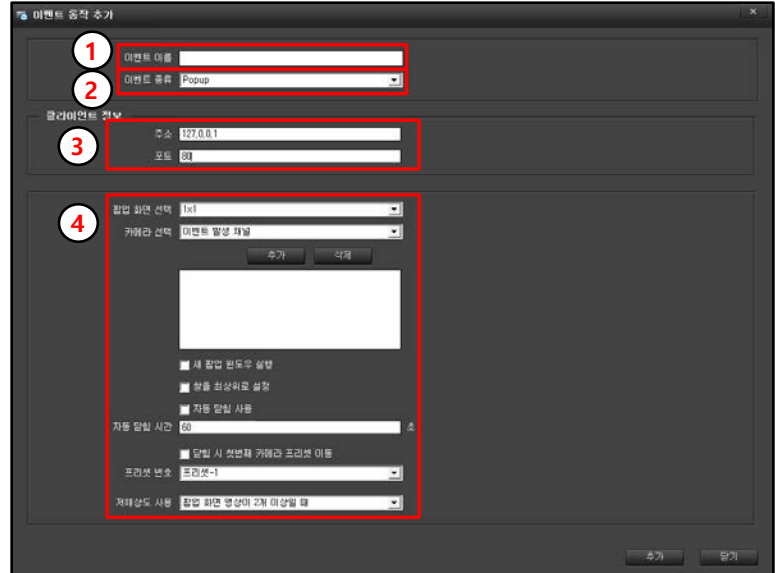 이벤트 동작 추가
1
이벤트 이름
2
이벤트 종류 Popup
클라이언트 정보
3
주소 127,0,0,1
포트 80
4
팝업 화면 선택 1x1
카메라 선택 이벤트 발생 채널
추가 삭제
새 팝업 윈도우 실행
창을 최상위로 설정
자동 닫힘 사용
자동 닫힘 시간 60 초
닫힐 시 첫번째 카메라 프리셋 이동
프리셋 번호 프리셋-1
저해상도 사용 팝업 화면 영상이 2개 이상일 때
추가 닫기